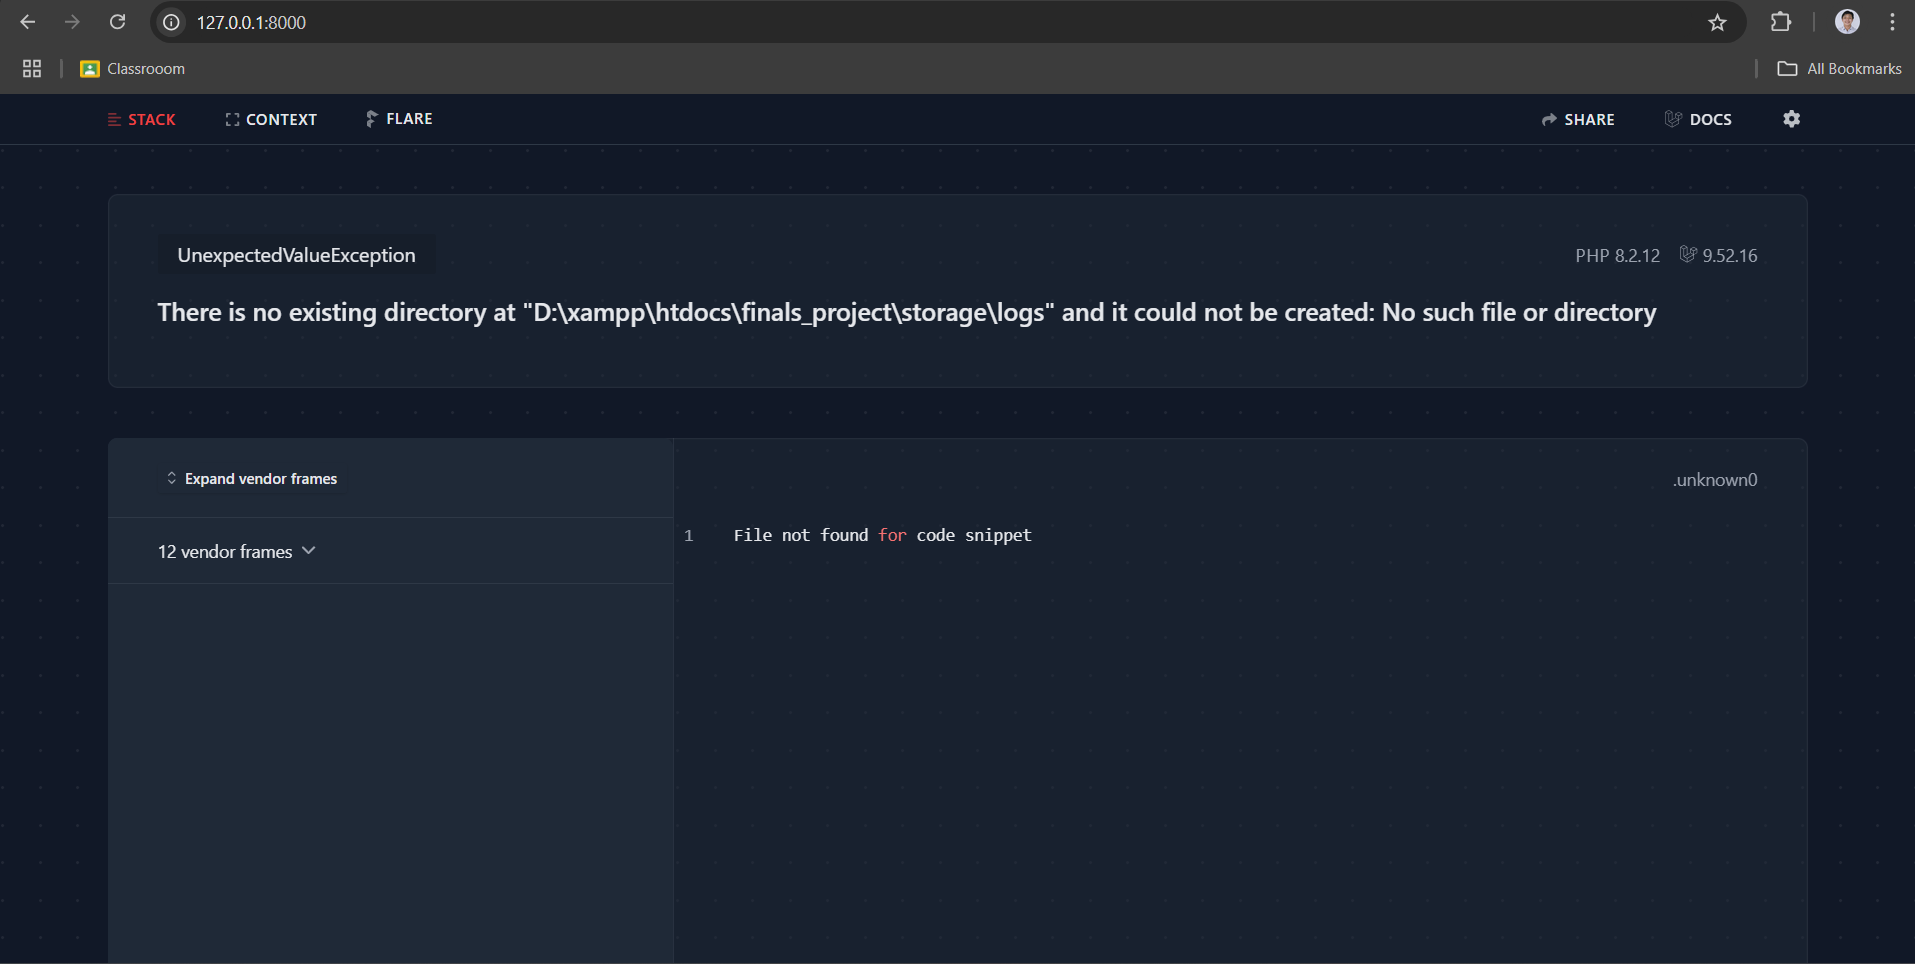 127.0.0.1:8000
Classrooom
All Bookmarks
STACK
CONTEXT
FLARE
SHARE
DOCS
UnexpectedValueException
PHP 8.2.12
9.52.16
There is no existing directory at "D:\xampp\htdocs\finals_project\storage\logs" and it could not be created: No such file or directory
Expand vendor frames
12 vendor frames
.unknown0
1 File not found for code snippet